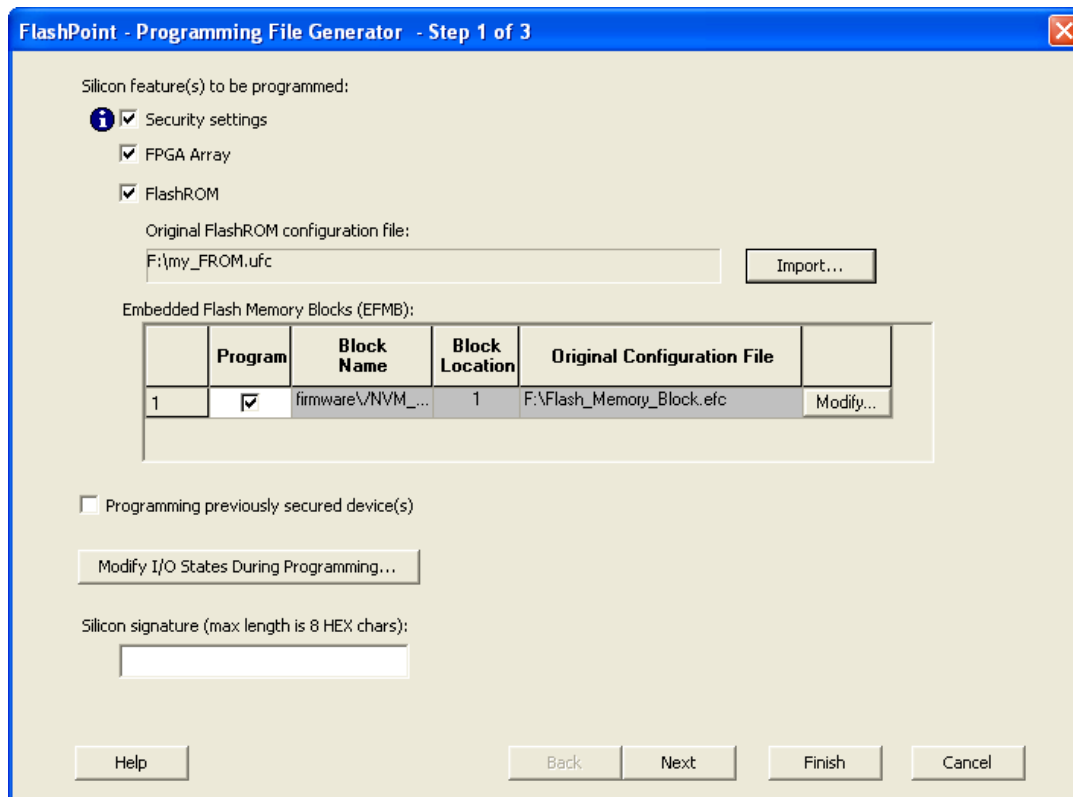 FlashPoint - Programming File Generator - Step 1 of 3
Silicon feature(s) to be programmed:
Security settings
FPGA Array
FlashROM
Original FlashROM configuration file:
F:\my_FROM.ufc
Import...
Embedded Flash Memory Blocks (EFMB):
Program Block Name Block Location Original Configuration File
1 firmware\/NVM_... 1 F:\Flash_Memory_Block.efc Modify...
Programming previously secured device(s)
Modify I/O States During Programming...
Silicon signature (max length is 8 HEX chars):
Help Back Next Finish Cancel